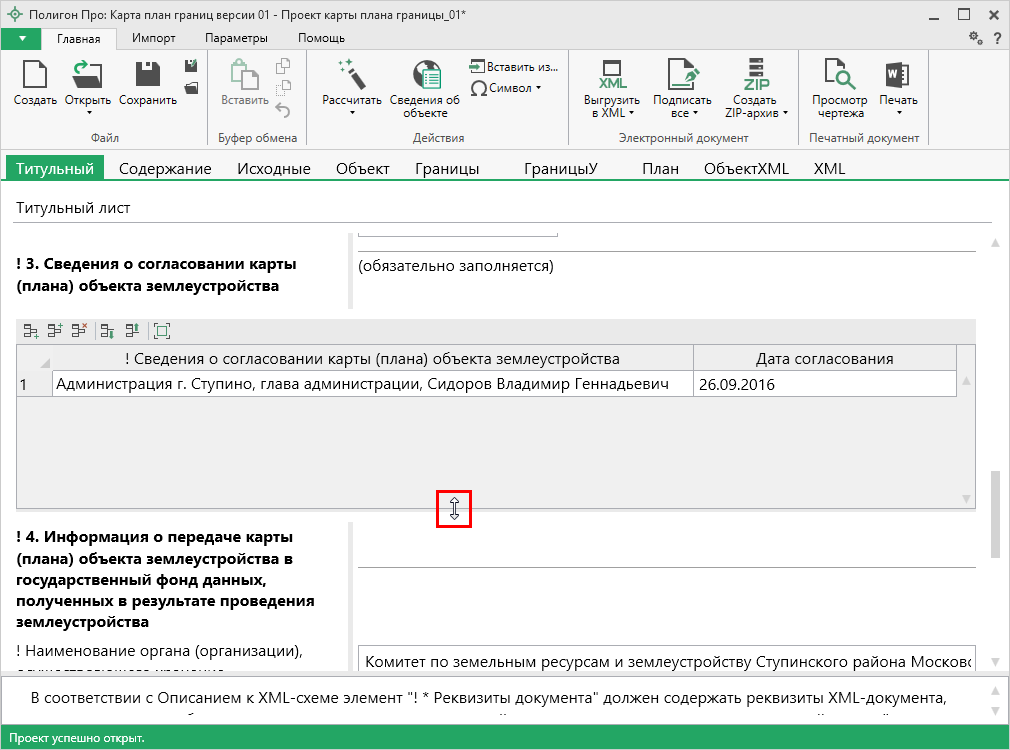 Полигон Про: Карта план границ версии 01 - Проект карты плана границы_01*
Главная Импорт Параметры Помощь
?
Создать Открыть Сохранить Вставить Рассчитать Сведения об объекте Вставить из... Символ Выгрузить в XML Подписать все Создать ZIP-архив Просмотр чертежа Печать
XML ZIP W
Файл Буфер обмена Действия Электронный документ Печатный документ
Титульный Содержание Исходные Объект Границы ГраницыУ План ОбъектXML XML
Титульный лист
! 3. Сведения о согласовании карты
(плана) объекта землеустройства
(обязательно заполняется)
! Сведения о согласовании карты (плана) объекта землеустройства Дата согласования
1 Администрация г. Ступино, глава администрации, Сидоров Владимир Геннадьевич 26.09.2016
! 4. Информация о передаче карты
(плана) объекта землеустройства в
государственный фонд данных,
полученных в результате проведения
землеустройства
! Наименование органа (организации),
Комитет по земельным ресурсам и землеустройству Ступинского района Московс
В соответствии с Описанием к XML-схеме элемент "! * Реквизиты документа" должен содержать реквизиты XML-документа,
Проект успешно открыт.